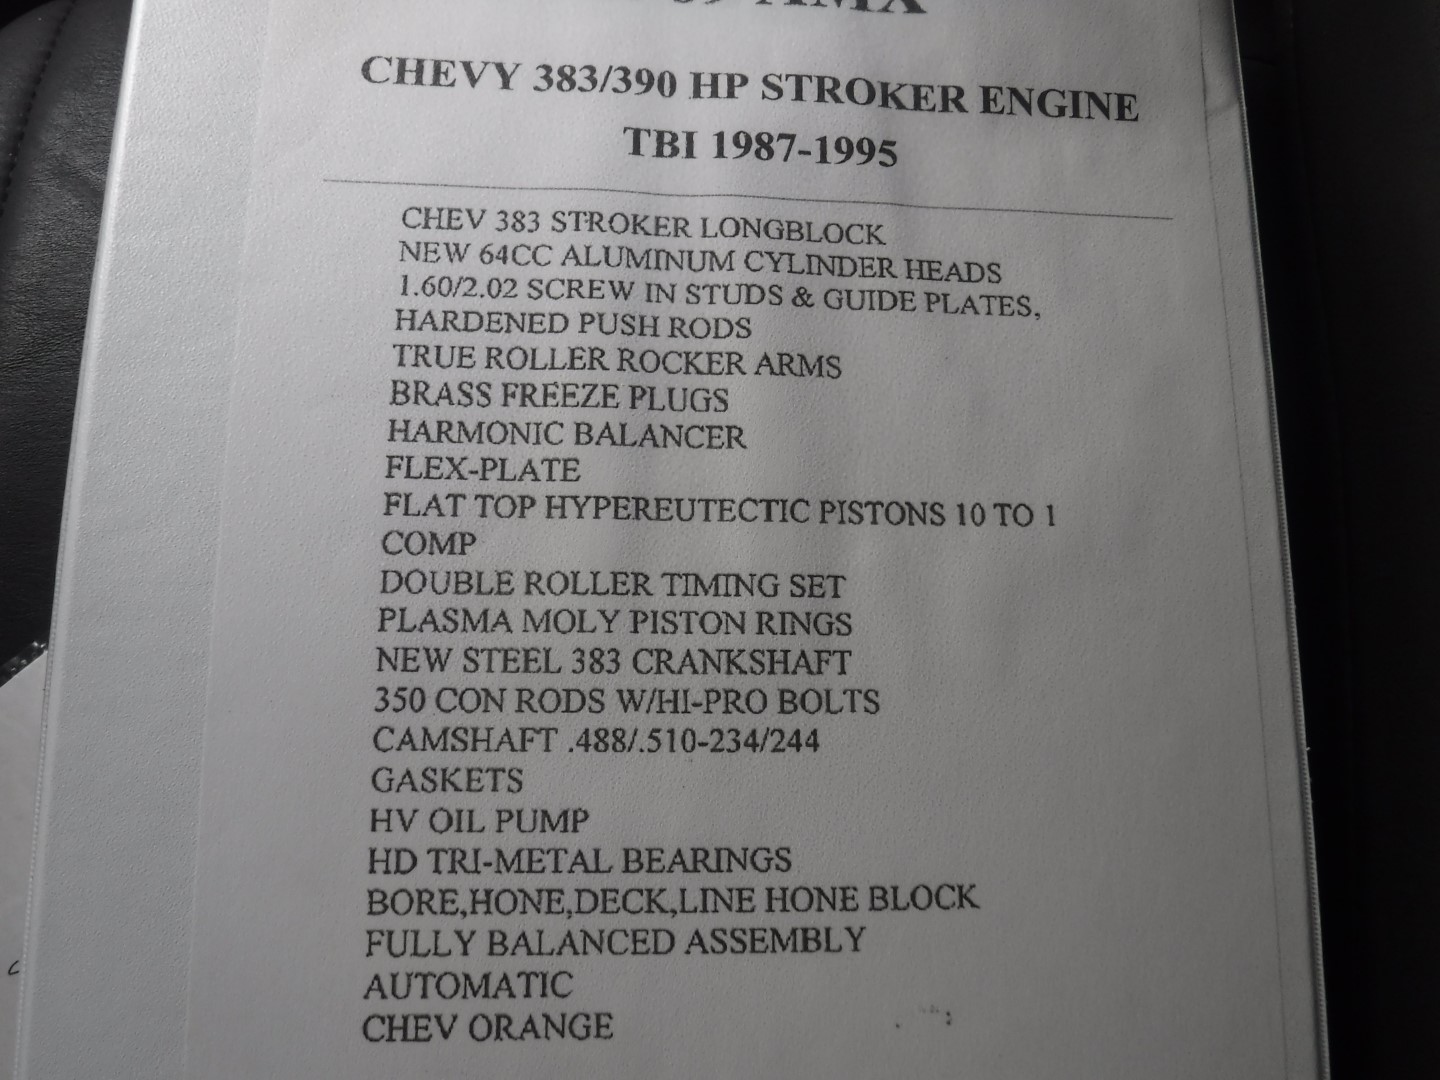 AMX
CHEVY 383/390 HP STROKER ENGINE
TBI 1987-1995
CHEV 383 STROKER LONGBLOCK
NEW 64CC ALUMINUM CYLINDER HEADS
1.60/2.02 SCREW IN STUDS & GUIDE PLATES,
HARDENED PUSH RODS
TRUE ROLLER ROCKER ARMS
BRASS FREEZE PLUGS
HARMONIC BALANCER
FLEX-PLATE
FLAT TOP HYPEREUTECTIC PISTONS 10 TO 1
COMP
DOUBLE ROLLER TIMING SET
PLASMA MOLY PISTON RINGS
NEW STEEL 383 CRANKSHAFT
350 CON RODS W/HI-PRO BOLTS
CAMSHAFT .488/.510-234/244
GASKETS
HV OIL PUMP
HD TRI-METAL BEARINGS
BORE,HONE,DECK,LINE HONE BLOCK
FULLY BALANCED ASSEMBLY
AUTOMATIC
CHEV ORANGE